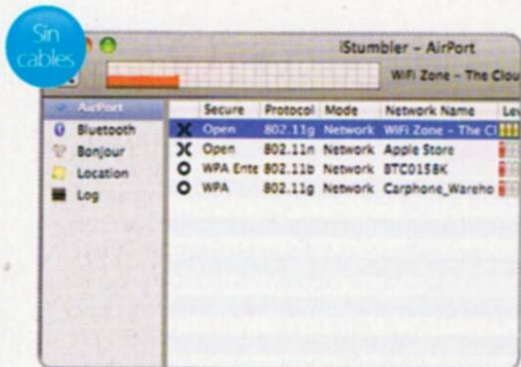 Sin
cables
iStumbler - AirPort
WiFi Zone - The Clou
AirPort
Bluetooth
Bonjour
Location
Log
Secure Protocol Mode Network Name Lev
Open 802.11g Network WiFi Zone - The Cl
Open 802.11n Network Apple Store
WPA Ente 802.11b Network BTC0158K
WPA 802.11g Network Carphone_Wareho